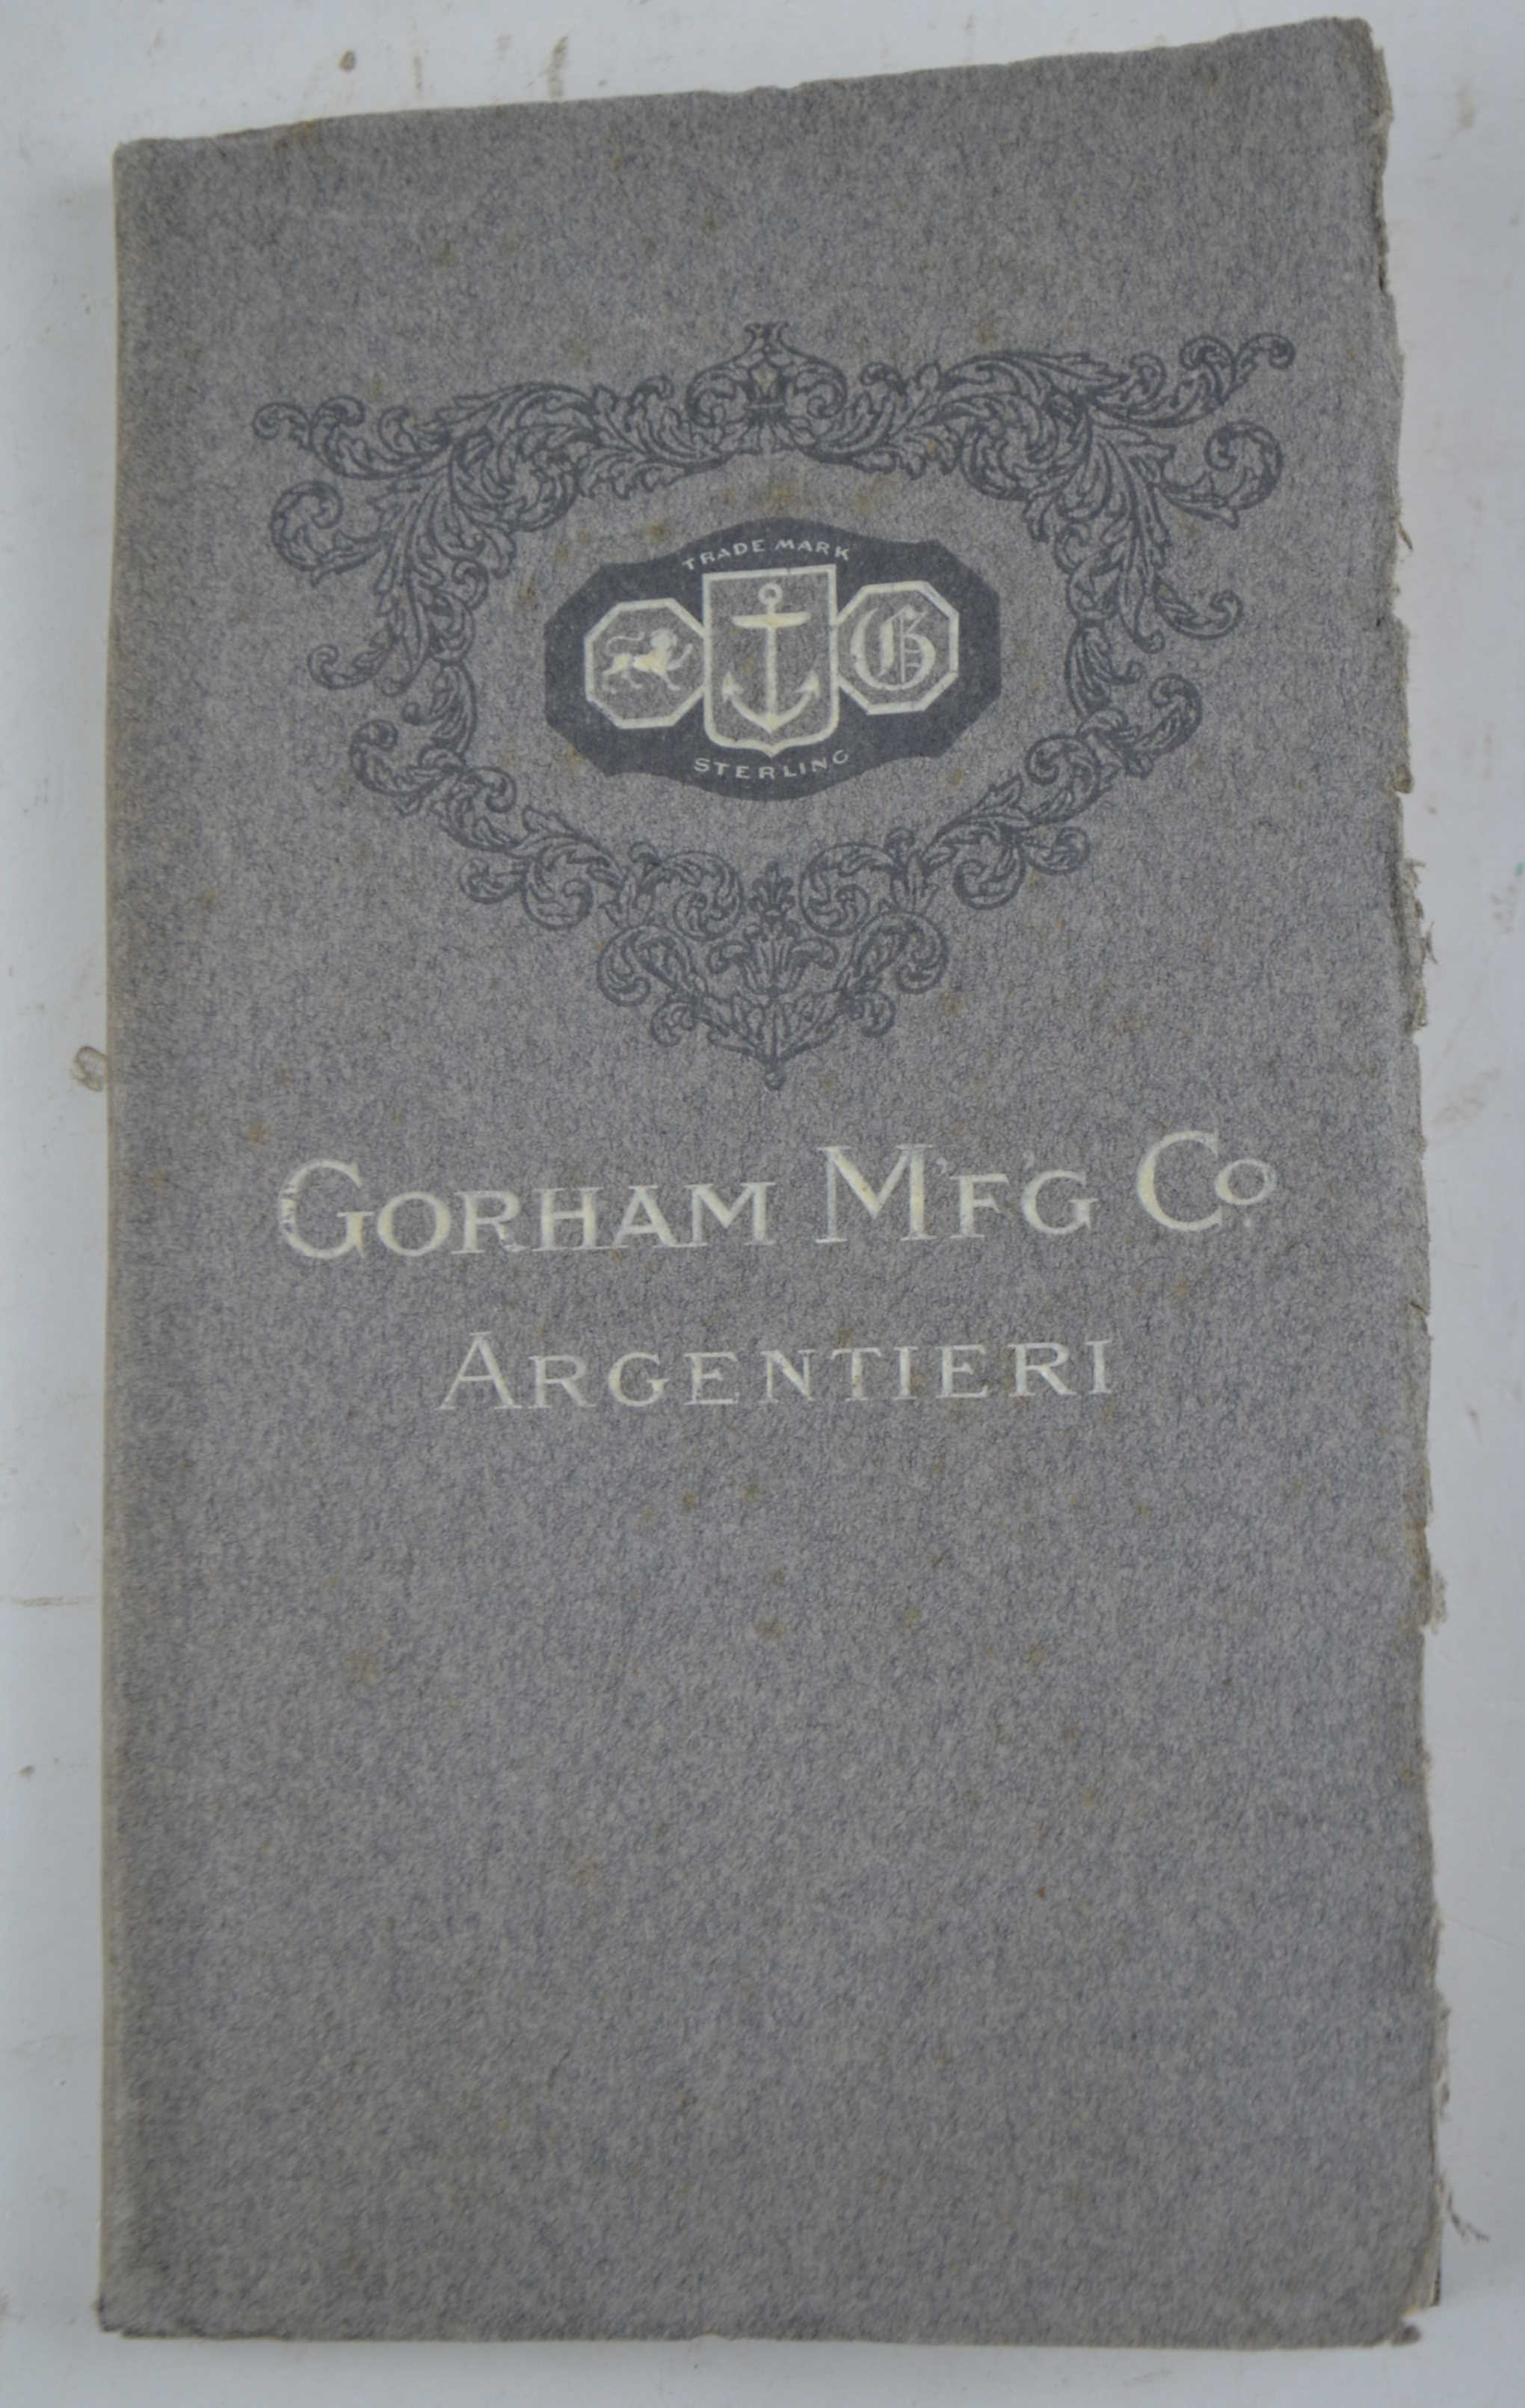 TRADE MARK
G
STERLING
GORHAM M'F'G CO.
ARGENTIERI